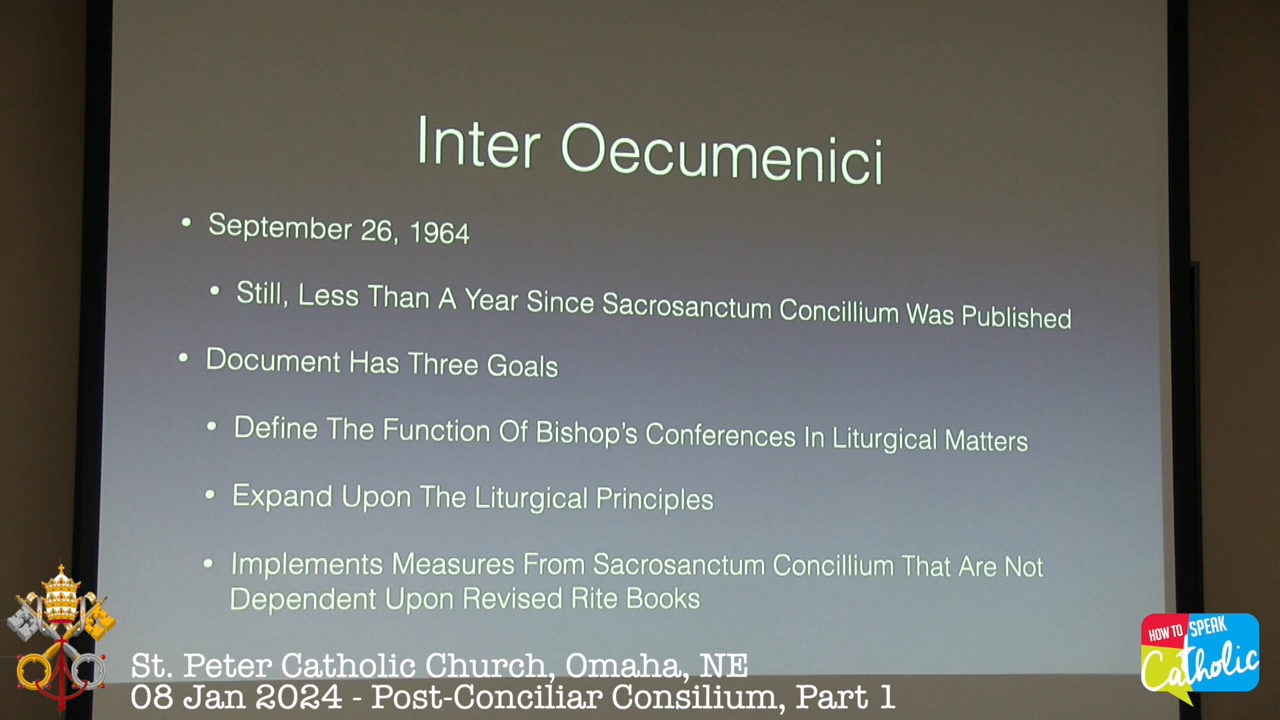 Inter Oecumenici
• September 26, 1964
• Still, Less Than A Year Since Sacrosanctum Concillium Was Published
• Document Has Three Goals
• Define The Function Of Bishop's Conferences In Liturgical Matters
• Expand Upon The Liturgical Principles
• Implements Measures From Sacrosanctum Concillium That Are Not
Dependent Upon Revised Rite Books
St. Peter Catholic Church, Omaha, NE
08 Jan 2024 - Post-Conciliar Consilium, Part 1
HOW TO SPEAK
Catholic